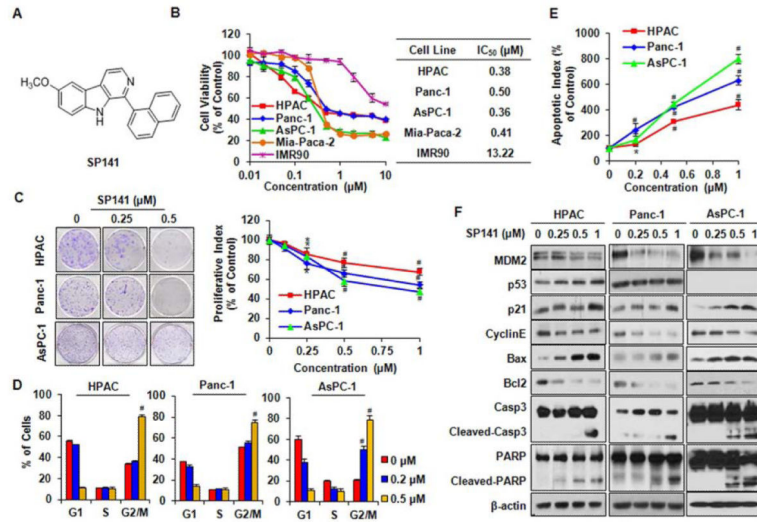 A
MeO
N
N
H
SP141
B
Cell Viability
(% of Control)
140
120
100
80
60
40
20
0
HPAC
Panc-1
AsPC-1
Mia-Paca-2
IMR90
0.01 0.1 1 10
Concentration (µM)
Cell Line IC50 (µM)
HPAC 0.38
Panc-1 0.50
AsPC-1 0.36
Mia-Paca-2 0.41
IMR90 13.22
E
Apoptotic Index (% of Control)
1000
800
600
400
200
0
HPAC
Panc-1
AsPC-1
# # #
# # *
0 0.2 0.4 0.6 0.8 1
Concentration (µM)
C
SP141 (µM)
0 0.25 0.5
HPAC
Panc-1
AsPC-1
Proliferative Index
(% of Control)
120
100
80
60
40
20
0
HPAC
Panc-1
AsPC-1
# # #
0 0.25 0.5 0.75 1
Concentration (µM)
D
% of Cells
HPAC
Panc-1
AsPC-1
100
80
60
40
20
0
G1 S G2/M
G1 S G2/M
G1 S G2/M
# # # #
0 µM
0.2 µM
0.5 µM
F
HPAC Panc-1 AsPC-1
SP141 (µM) 0 0.25 0.5 1 0 0.25 0.5 1 0 0.25 0.5 1
MDM2
p53
p21
CyclinE
Bax
Bcl2
Casp3
Cleaved-Casp3
PARP
Cleaved-PARP
β-actin